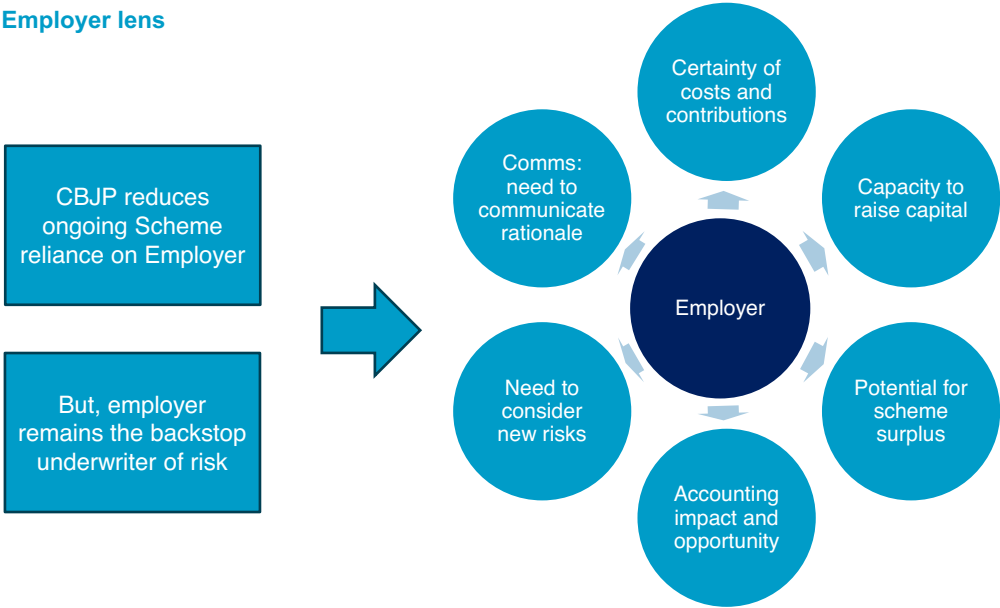 Employer lens
CBJP reduces
ongoing Scheme
reliance on Employer
But, employer
remains the backstop
underwriter of risk
Employer
Certainty of
costs and
contributions
Capacity to
raise capital
Potential for
scheme
surplus
Accounting
impact and
opportunity
Need to
consider
new risks
Comms:
need to
communicate
rationale